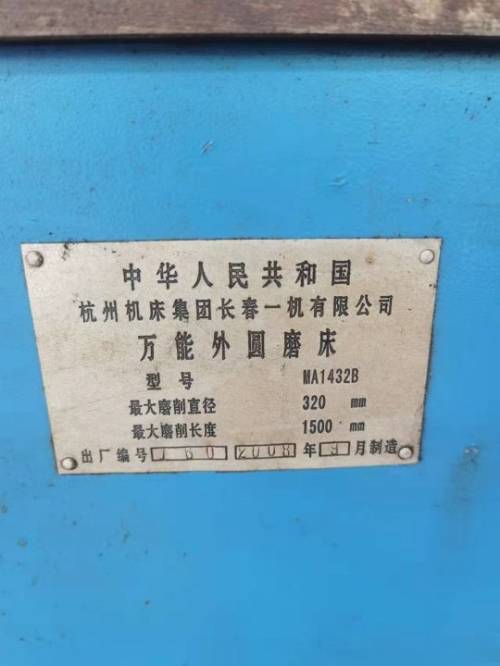 中华人民共和国
杭州机床集团长春一机有限公司
万能外圆磨床
型号 MA1432B
最大磨削直径 320 mm
最大磨削长度 1500 mm
出厂编号 J60 2008 年 9 月制造